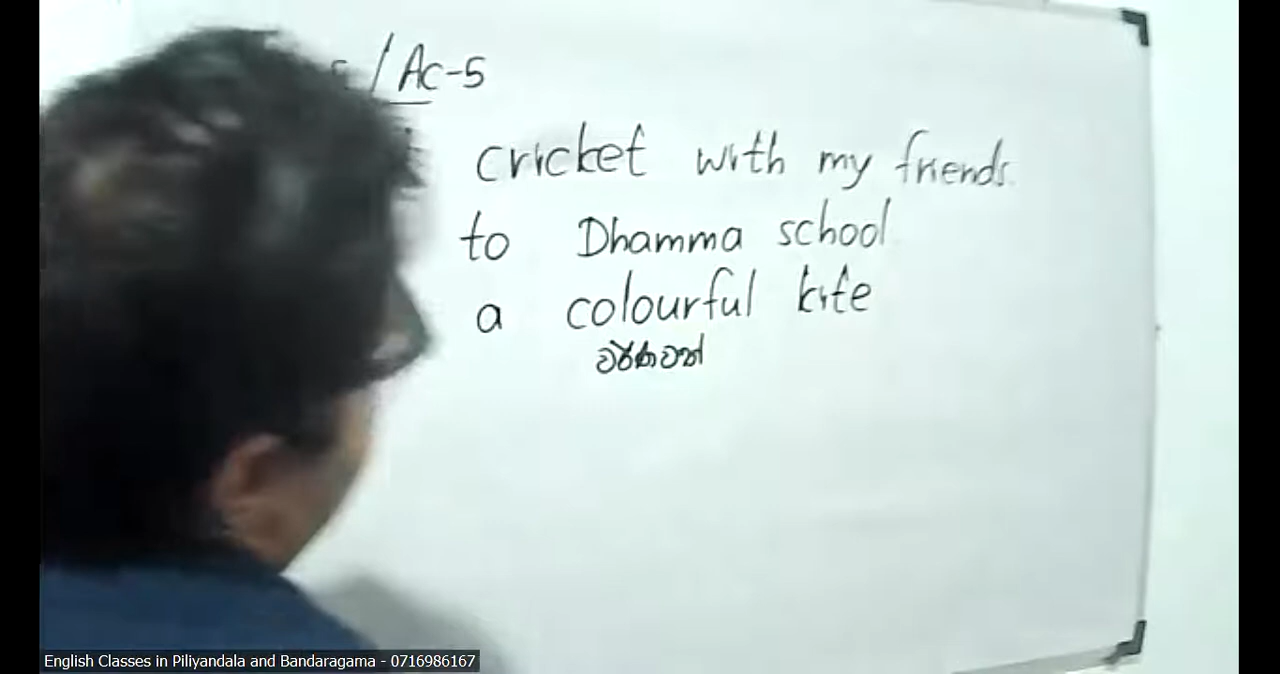 / Ac-5
cricket with my friends.
to Dhamma school
a colourful kite
වර්ණවත්
English Classes in Piliyandala and Bandaragama - 0716986167